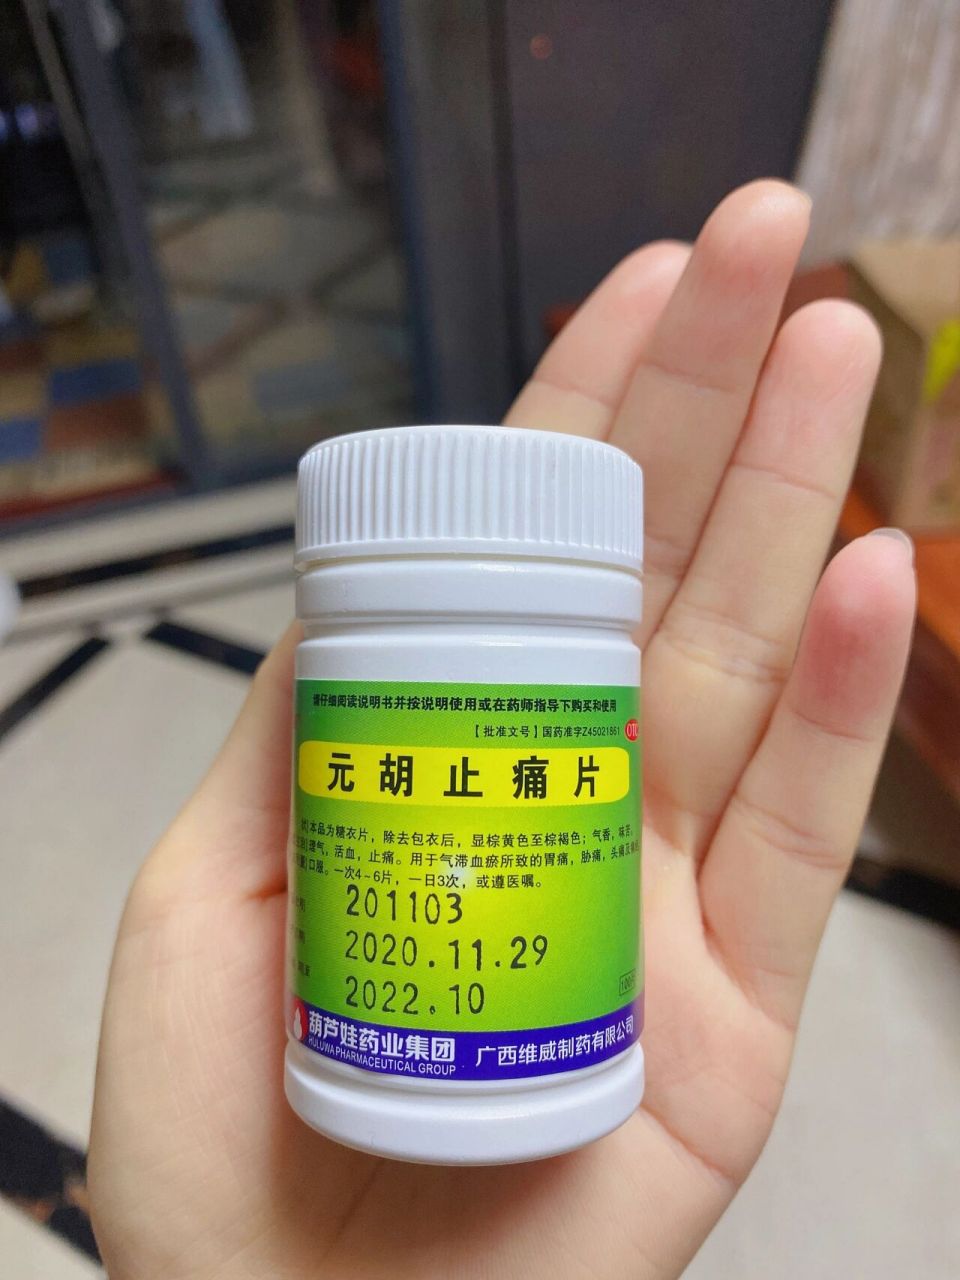 请仔细阅读说明书并按说明使用或在药师指导下购买和使用
【批准文号】国药准字Z45021661
OTC
元胡止痛片
状]本品为糖衣片，除去包衣后，显棕黄色至棕褐色；气香，味苦。
理气，活血，止痛。用于气滞血瘀所致的胃痛，胁痛，头痛及
口服。一次4~6片，一日3次，或遵医嘱。
201103
2020.11.29
2022.10
葫芦娃药业集团
HULUWA PHARMACEUTICAL GROUP
广西维威制药有限公司